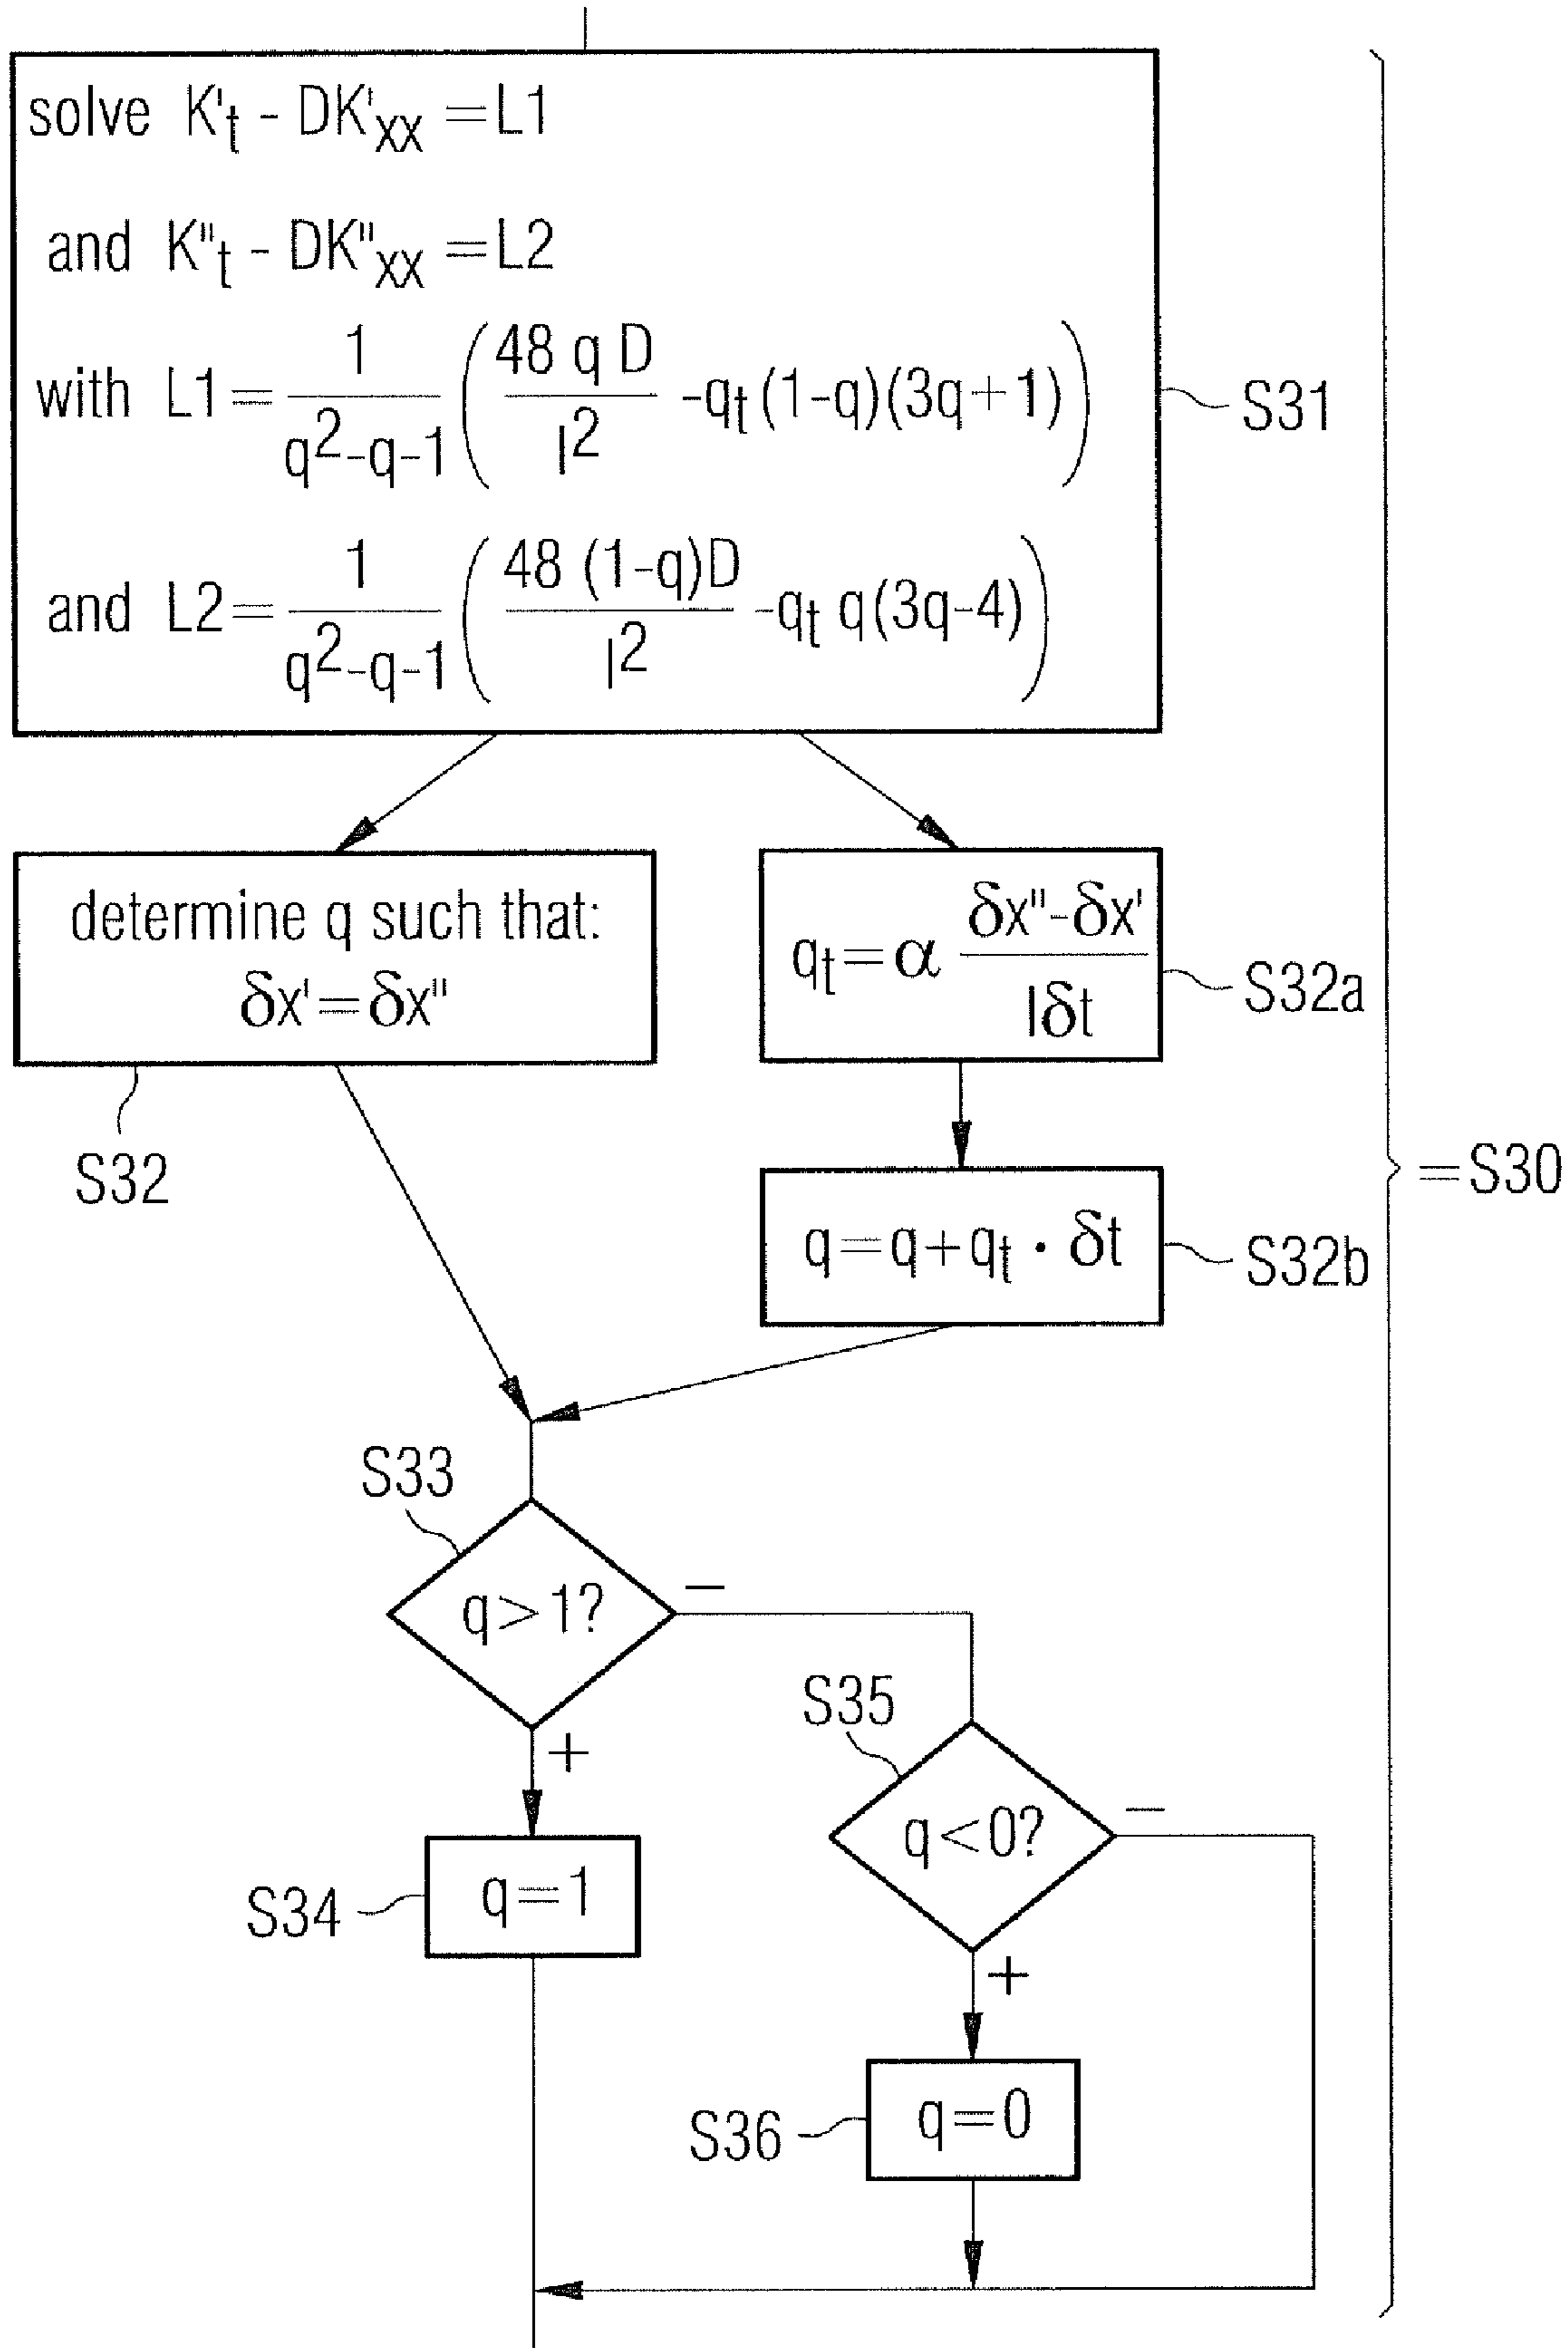 solve K't - DK'xx = L1
and K"t - DK"xx = L2
with L1 = 1/(q²-q-1) (48 q D/l² - qt (1-q)(3q+1))
S31
and L2 = 1/(q²-q-1) (48 (1-q)D/l² - qt q(3q-4))
determine q such that:
δx' = δx"
S32
qt = α (δx"-δx')/(lδt)
S32a
= S30
q = q + qt · δt
S32b
S33
q > 1?
−
+
S35
q < 0?
−
+
S34
q = 1
S36
q = 0